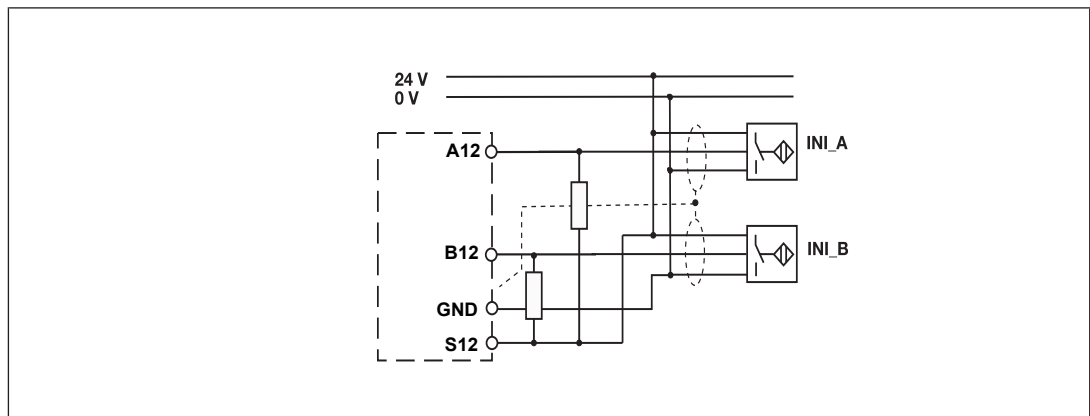 24 V
0 V
A12
INI_A
B12
INI_B
GND
S12